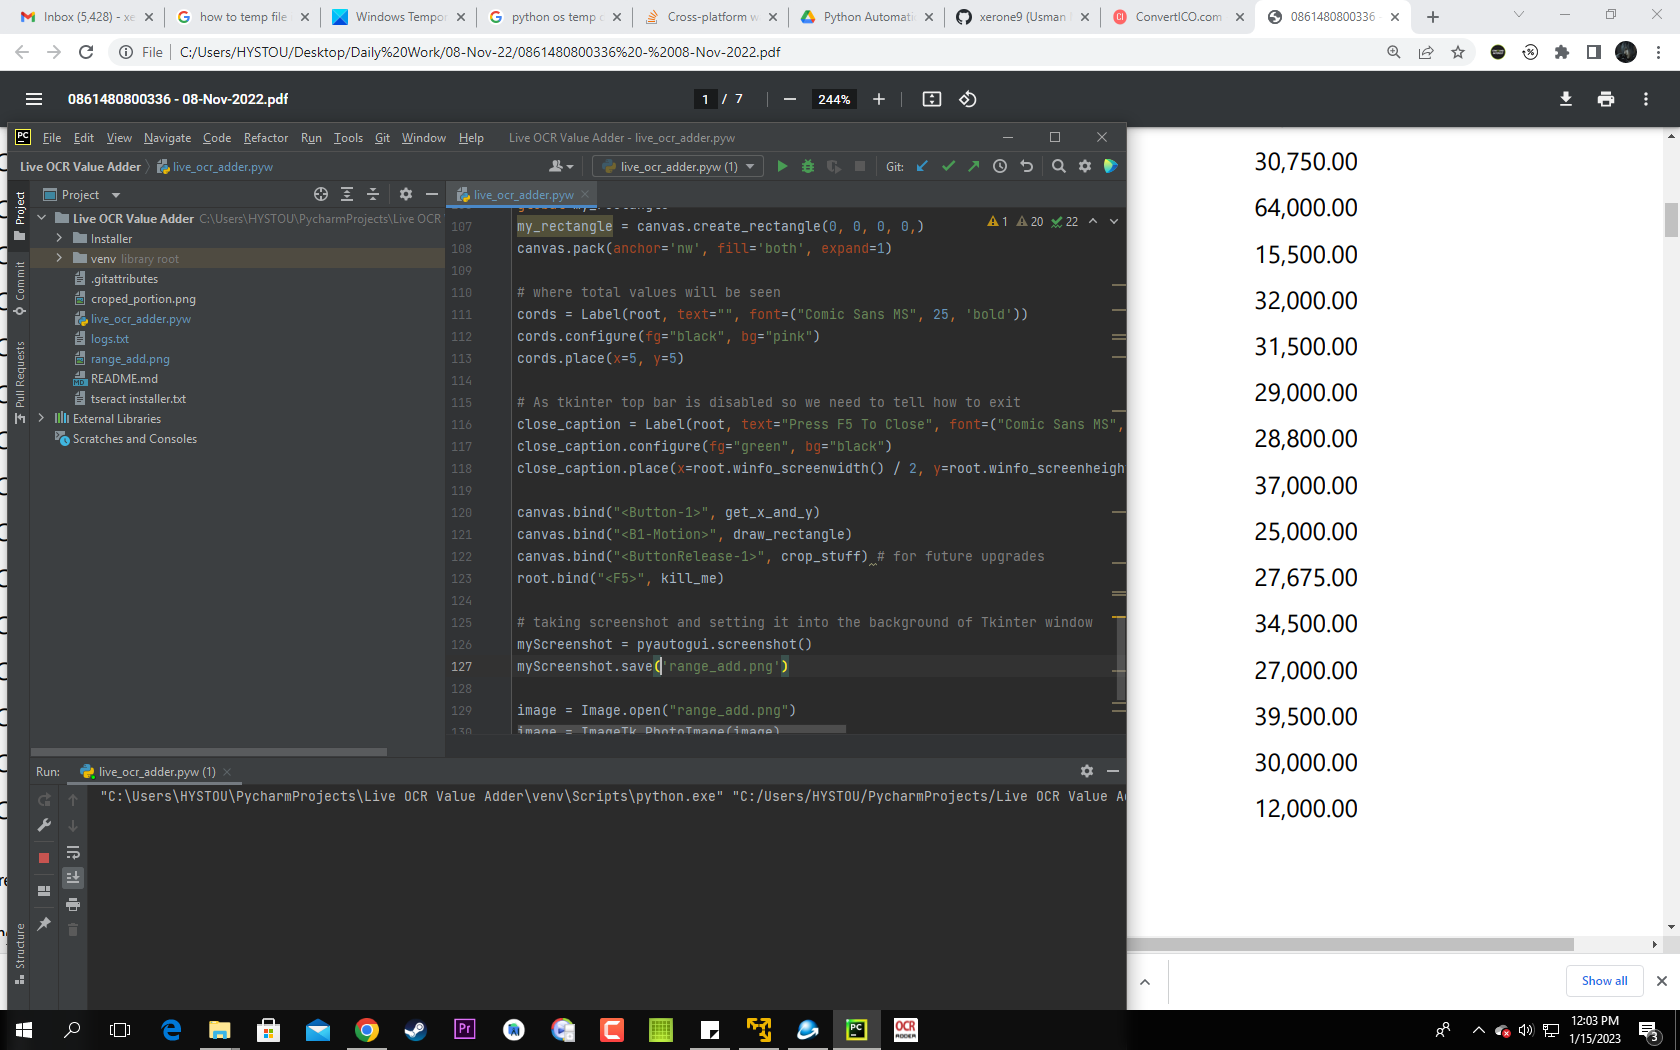 Inbox (5,428) - xe
how to temp file
Windows Tempor
python os temp
Cross-platform w
Python Automati
xerone9 (Usman
ConvertICO.com
0861480800336
File
C:/Users/HYSTOU/Desktop/Daily%20Work/08-Nov-22/0861480800336%20-%2008-Nov-2022.pdf
0861480800336 - 08-Nov-2022.pdf
1 / 7
244%
PC File Edit View Navigate Code Refactor Run Tools Git Window Help
Live OCR Value Adder - live_ocr_adder.py
Live OCR Value Adder
live_ocr_adder.pyw
live_ocr_adder.pyw (1)
Git:
Project
Project
live_ocr_adder.pyw
Live OCR Value Adder C:\Users\HYSTOU\PycharmProjects\Live OCR
Installer
venv library root
.gitattributes
croped_portion.png
live_ocr_adder.pyw
logs.txt
range_add.png
README.md
tseract installer.txt
External Libraries
Scratches and Consoles
Commit
Pull Requests
Structure
1 20 22
107 my_rectangle = canvas.create_rectangle(0, 0, 0, 0,)
108 canvas.pack(anchor='nw', fill='both', expand=1)
109
110 # where total values will be seen
111 cords = Label(root, text="", font=("Comic Sans MS", 25, 'bold'))
112 cords.configure(fg="black", bg="pink")
113 cords.place(x=5, y=5)
114
115 # As tkinter top bar is disabled so we need to tell how to exit
116 close_caption = Label(root, text="Press F5 To Close", font=("Comic Sans MS",
117 close_caption.configure(fg="green", bg="black")
118 close_caption.place(x=root.winfo_screenwidth() / 2, y=root.winfo_screenheigh
119
120 canvas.bind("<Button-1>", get_x_and_y)
121 canvas.bind("<B1-Motion>", draw_rectangle)
122 canvas.bind("<ButtonRelease-1>", crop_stuff) # for future upgrades
123 root.bind("<F5>", kill_me)
124
125 # taking screenshot and setting it into the background of Tkinter window
126 myScreenshot = pyautogui.screenshot()
127 myScreenshot.save('range_add.png')
128
129 image = Image.open("range_add.png")
130 image = ImageTk.PhotoImage(image)
Run:
live_ocr_adder.pyw (1)
"C:\Users\HYSTOU\PycharmProjects\Live OCR Value Adder\venv\Scripts\python.exe" "C:/Users/HYSTOU/PycharmProjects/Live OCR Value A
30,750.00
64,000.00
15,500.00
32,000.00
31,500.00
29,000.00
28,800.00
37,000.00
25,000.00
27,675.00
34,500.00
27,000.00
39,500.00
30,000.00
12,000.00
Show all
Pr
PC
OCR
ADDER
12:03 PM
1/15/2023
3